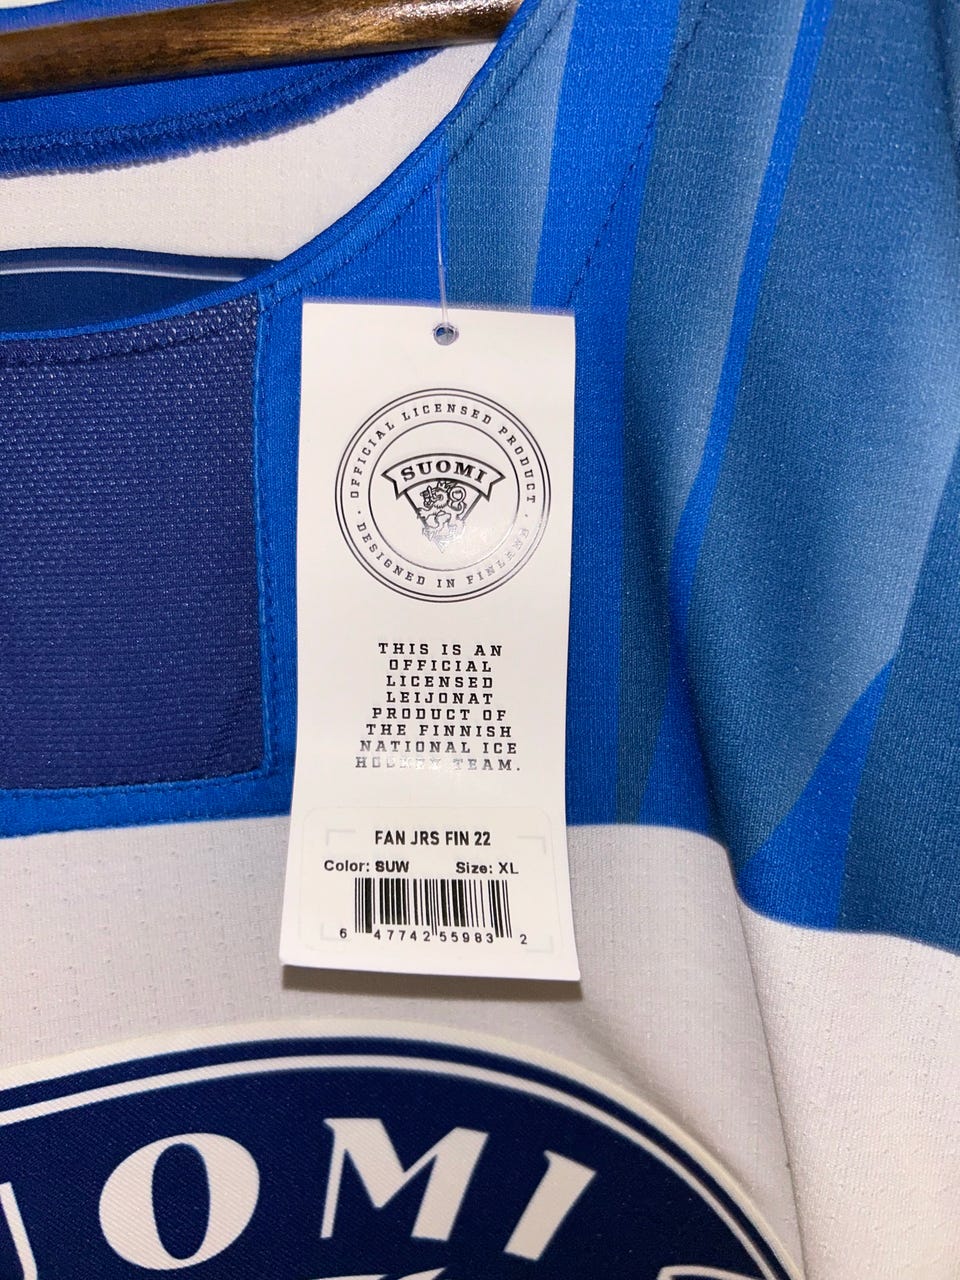 · OFFICIAL LICENSED PRODUCT ·
SUOMI
DESIGNED IN FINLAND
THIS IS AN
OFFICIAL
LICENSED
LEIJONAT
PRODUCT OF
THE FINNISH
NATIONAL ICE
HOCKEY TEAM.
FAN JRS FIN 22
Color: SUW Size: XL
6 47742 55983 2
UOMI